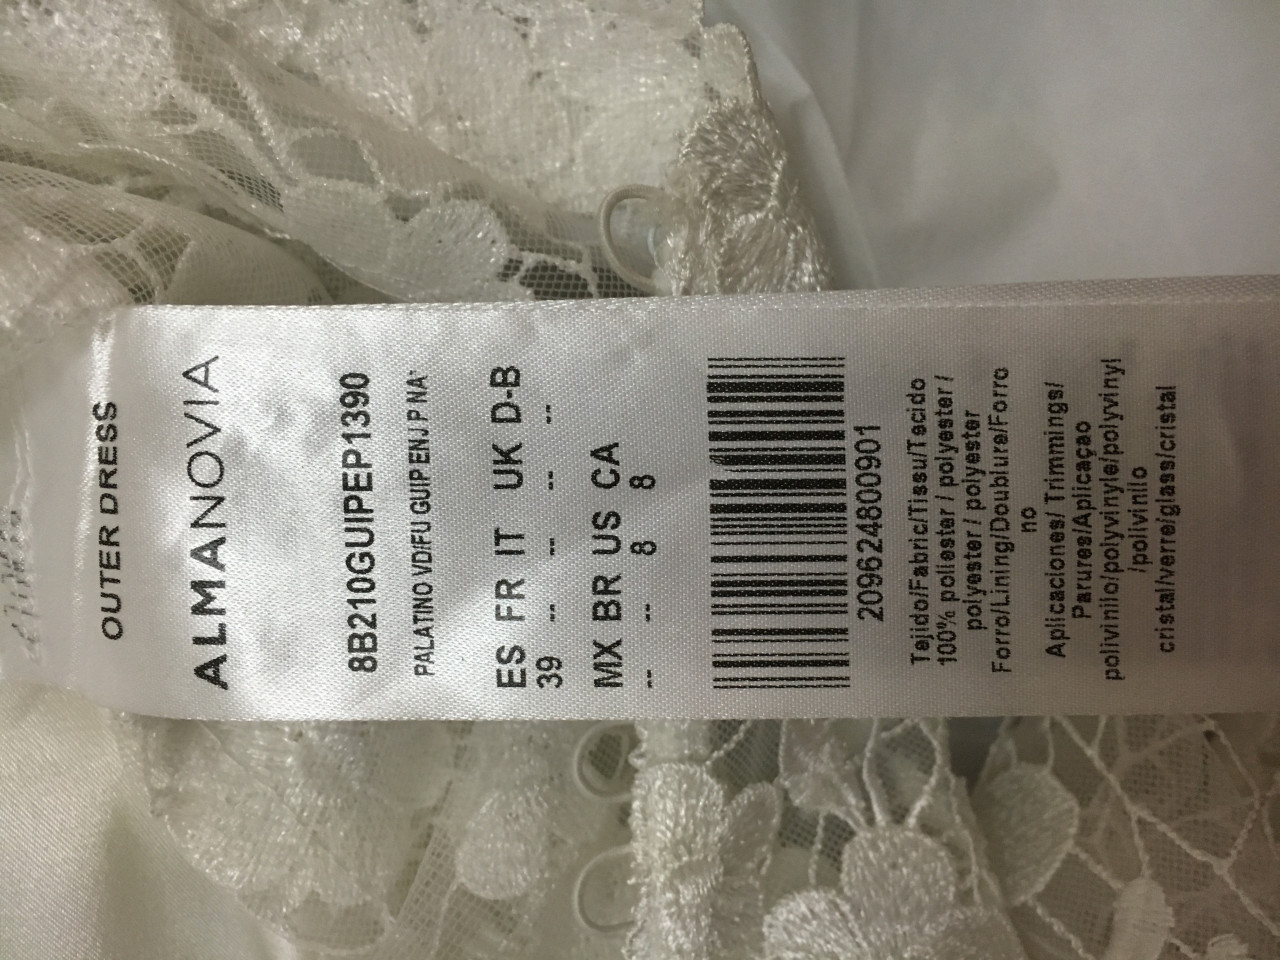 OUTER DRESS
ALMANOVIA
8B210GUIPEP1390
PALATINO VD/FU GUIP ENJ P NA
ES FR IT UK D-B
39 -- -- -- --
MX BR US CA
-- -- 8 8
209624800901
Tejido/Fabric/Tissu/Tecido
100% poliester / polyester /
polyester / polyester
Forro/Lining/Doublure/Forro
no
Aplicaciones/ Trimmings/
Parures/Aplicaçao
polivinilo/polyvinyle/polyvinyl
/polivinilo
cristal/verre/glass/cristal